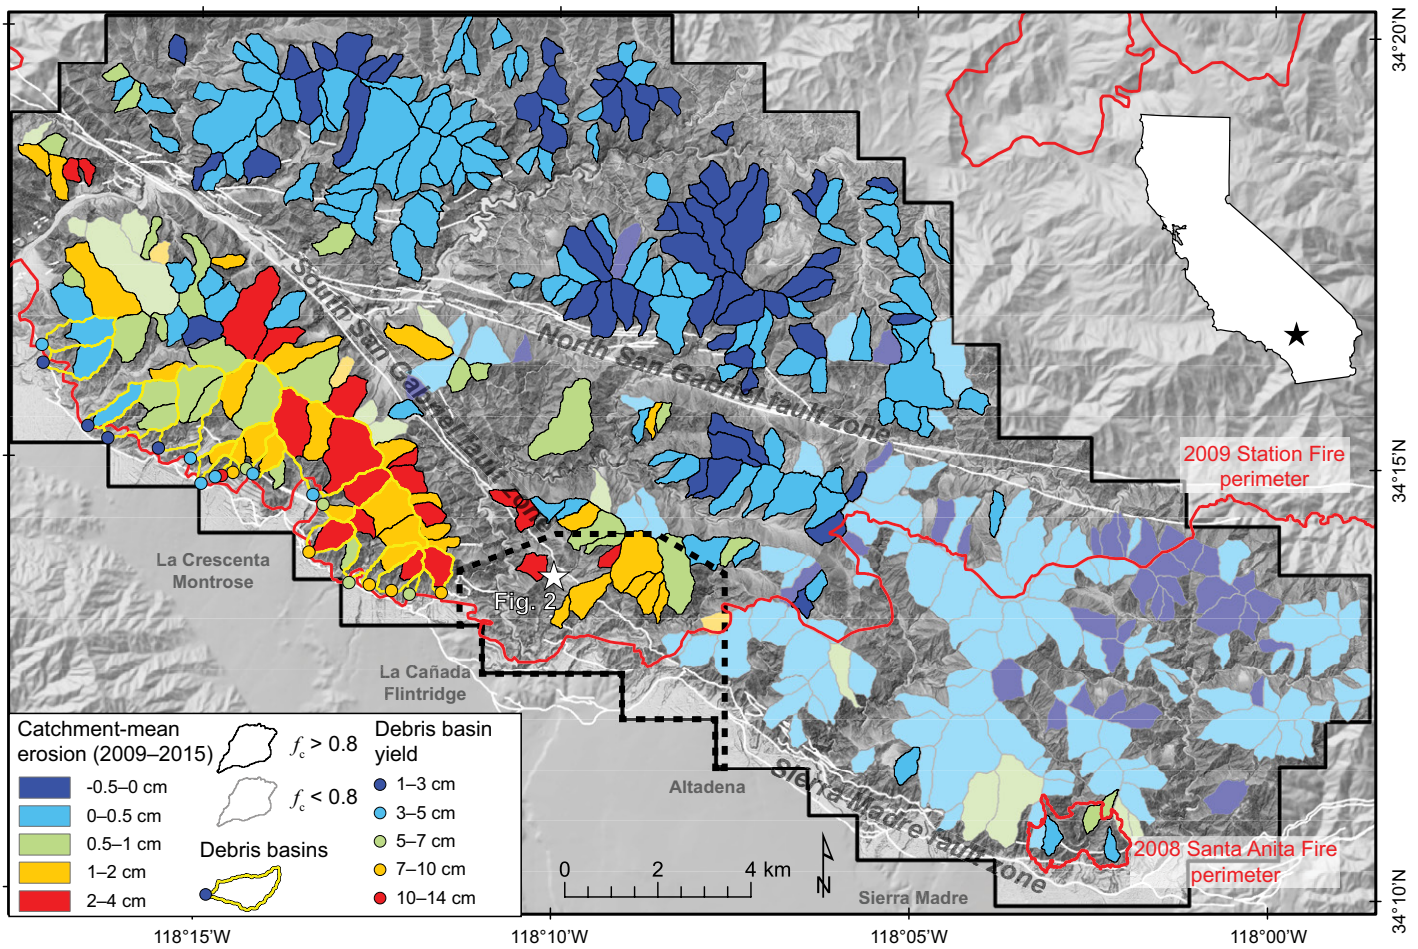 34°20'N
South San Gabriel fault zone
North San Gabriel fault zone
2009 Station Fire
perimeter
34°15'N
La Crescenta
Montrose
Fig. 2
La Cañada
Flintridge
Altadena
Sierra Madre fault zone
2008 Santa Anita Fire
perimeter
Sierra Madre
34°10'N
Catchment-mean
erosion (2009–2015)
-0.5–0 cm
0–0.5 cm
0.5–1 cm
1–2 cm
2–4 cm
fc > 0.8
fc < 0.8
Debris basins
Debris basin
yield
1–3 cm
3–5 cm
5–7 cm
7–10 cm
10–14 cm
0 2 4 km
N
118°15'W 118°10'W 118°05'W 118°00'W